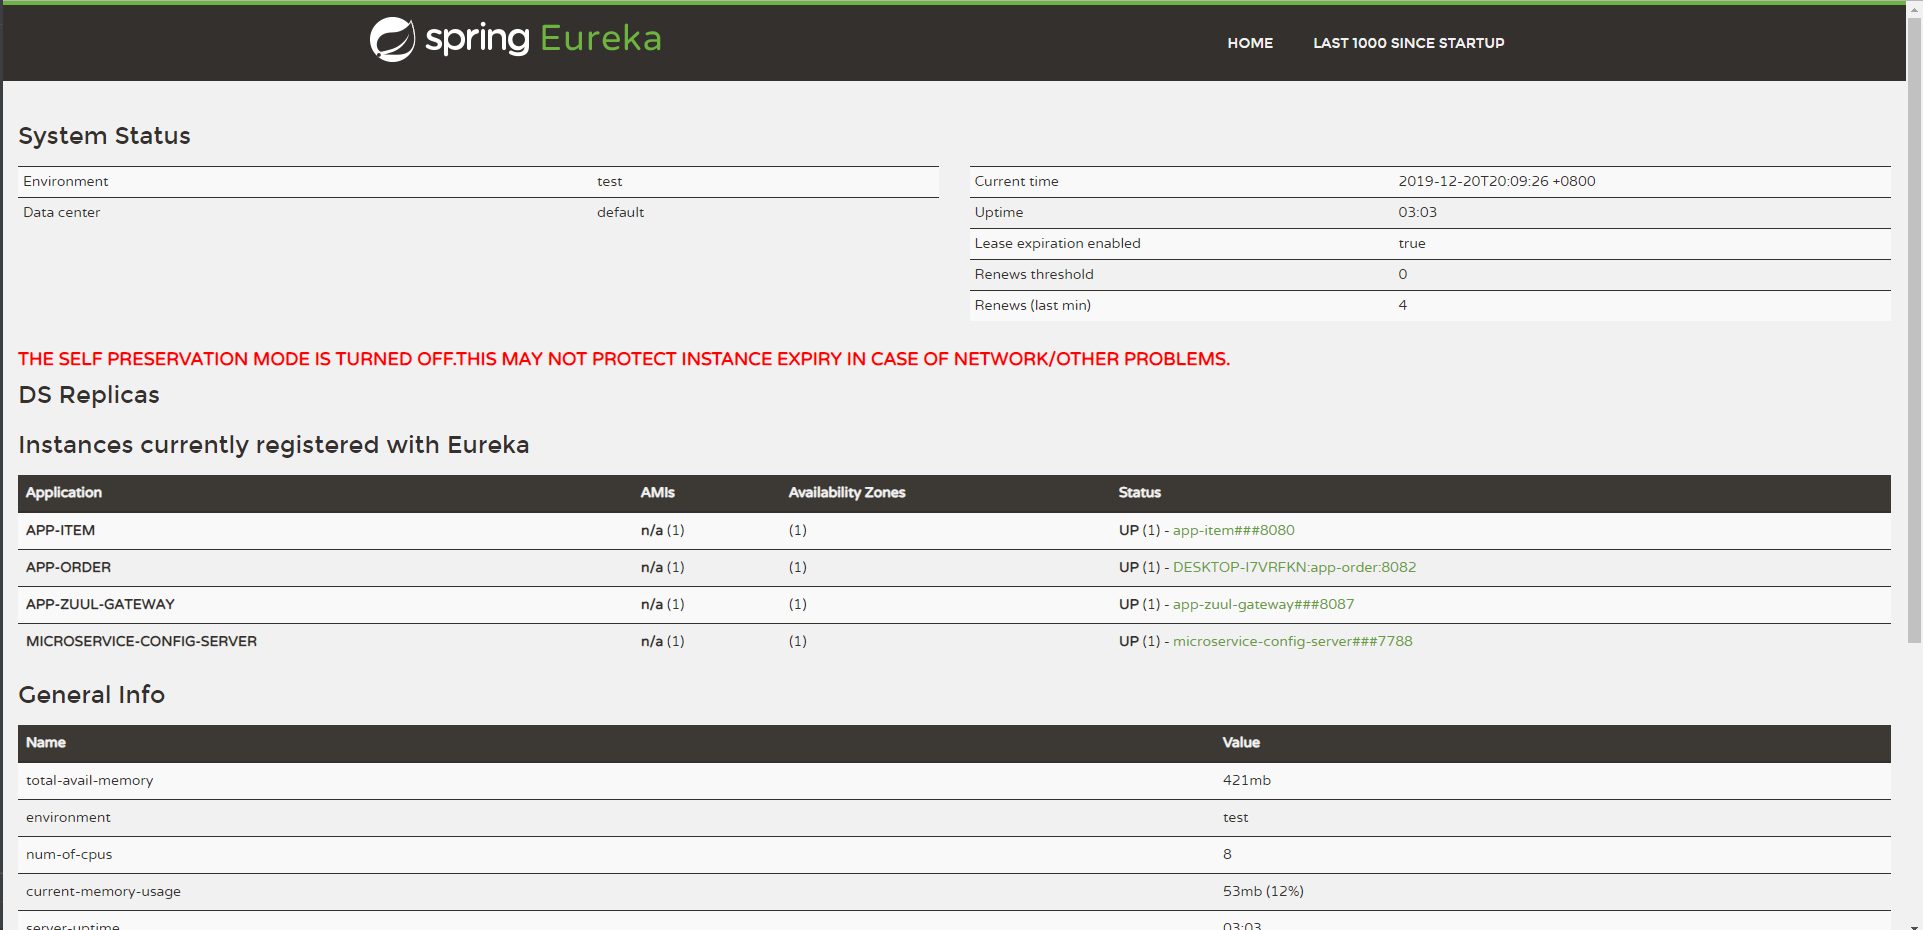 spring Eureka
HOME LAST 1000 SINCE STARTUP
System Status
Environment test
Data center default
Current time 2019-12-20T20:09:26 +0800
Uptime 03:03
Lease expiration enabled true
Renews threshold 0
Renews (last min) 4
THE SELF PRESERVATION MODE IS TURNED OFF.THIS MAY NOT PROTECT INSTANCE EXPIRY IN CASE OF NETWORK/OTHER PROBLEMS.
DS Replicas
Instances currently registered with Eureka
Application AMIs Availability Zones Status
APP-ITEM n/a (1) (1) UP (1) - app-item###8080
APP-ORDER n/a (1) (1) UP (1) - DESKTOP-I7VRFKN:app-order:8082
APP-ZUUL-GATEWAY n/a (1) (1) UP (1) - app-zuul-gateway###8087
MICROSERVICE-CONFIG-SERVER n/a (1) (1) UP (1) - microservice-config-server###7788
General Info
Name Value
total-avail-memory 421mb
environment test
num-of-cpus 8
current-memory-usage 53mb (12%)
server-uptime 03:03